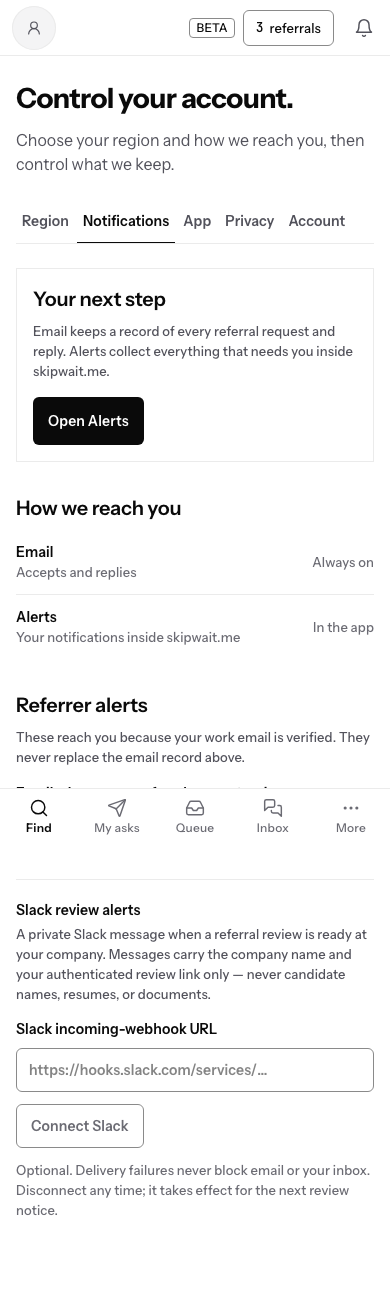 BETA
3 referrals
Control your account.
Choose your region and how we reach you, then
control what we keep.
Region Notifications App Privacy Account
Your next step
Email keeps a record of every referral request and
reply. Alerts collect everything that needs you inside
skipwait.me.
Open Alerts
How we reach you
Email
Accepts and replies
Always on
Alerts
Your notifications inside skipwait.me
In the app
Referrer alerts
These reach you because your work email is verified. They
never replace the email record above.
Find My asks Queue Inbox More
Slack review alerts
A private Slack message when a referral review is ready at
your company. Messages carry the company name and
your authenticated review link only — never candidate
names, resumes, or documents.
Slack incoming-webhook URL
https://hooks.slack.com/services/...
Connect Slack
Optional. Delivery failures never block email or your inbox.
Disconnect any time; it takes effect for the next review
notice.